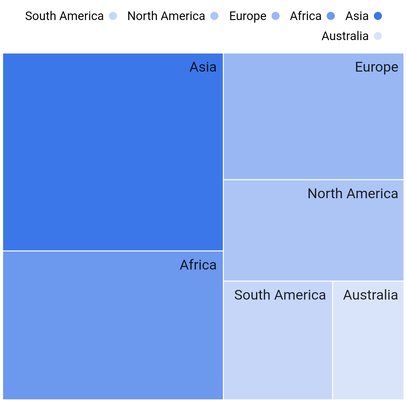 South America North America Europe Africa Asia
Australia
Asia
Europe
North America
Africa
South America
Australia